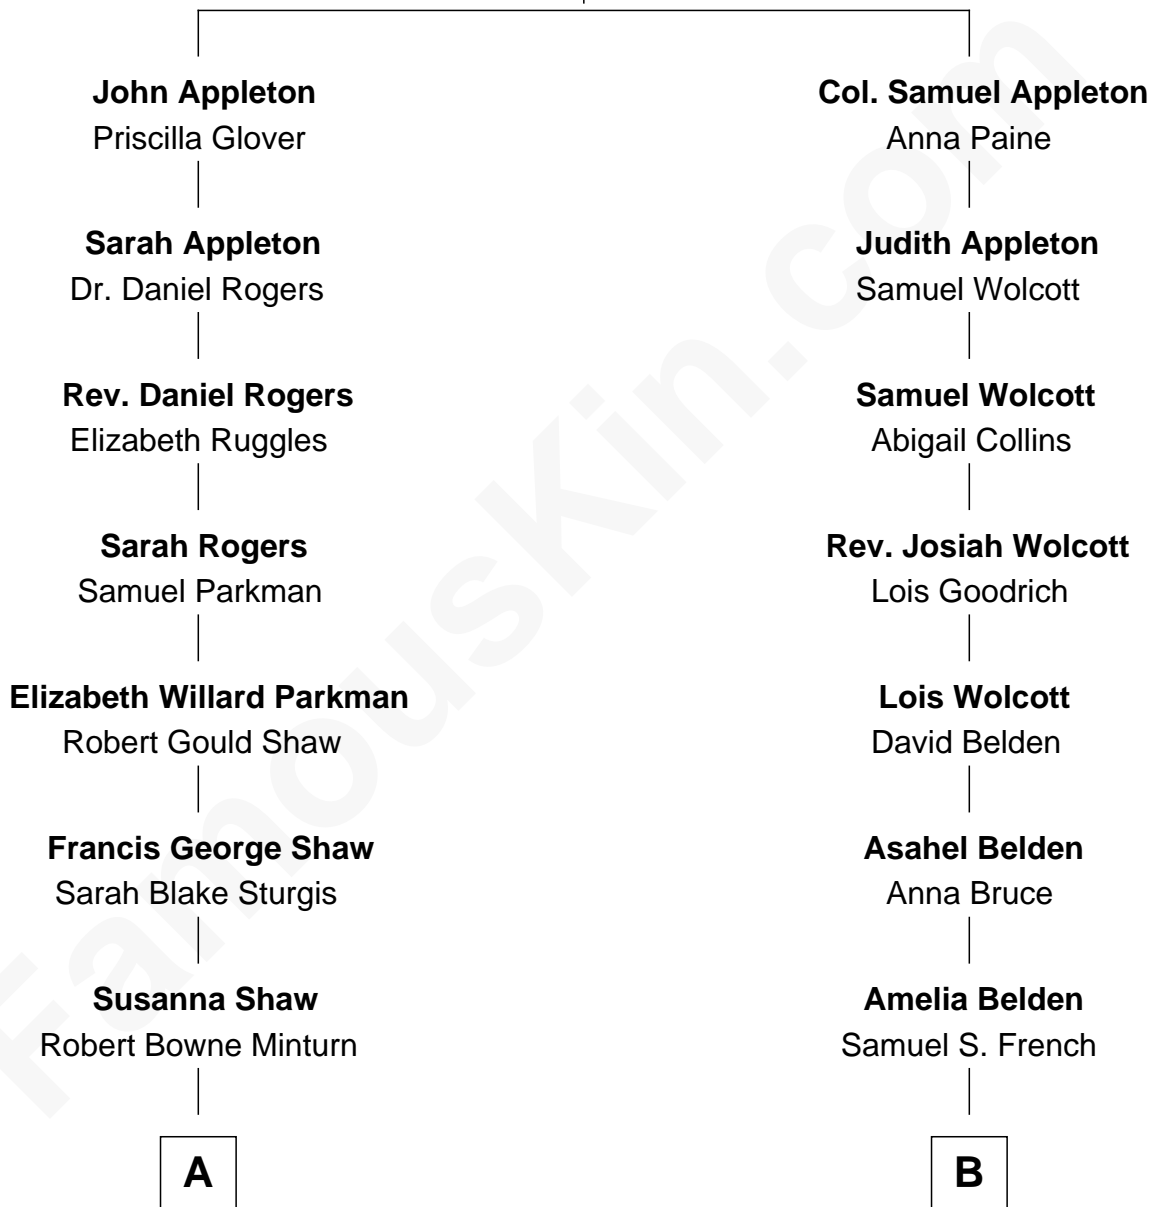 John Appleton
Priscilla Glover
Sarah Appleton
Dr. Daniel Rogers
Rev. Daniel Rogers
Elizabeth Ruggles
Sarah Rogers
Samuel Parkman
Elizabeth Willard Parkman
Robert Gould Shaw
Francis George Shaw
Sarah Blake Sturgis
Susanna Shaw
Robert Bowne Minturn
A
Col. Samuel Appleton
Anna Paine
Judith Appleton
Samuel Wolcott
Samuel Wolcott
Abigail Collins
Rev. Josiah Wolcott
Lois Goodrich
Lois Wolcott
David Belden
Asahel Belden
Anna Bruce
Amelia Belden
Samuel S. French
B
FamousKin.com